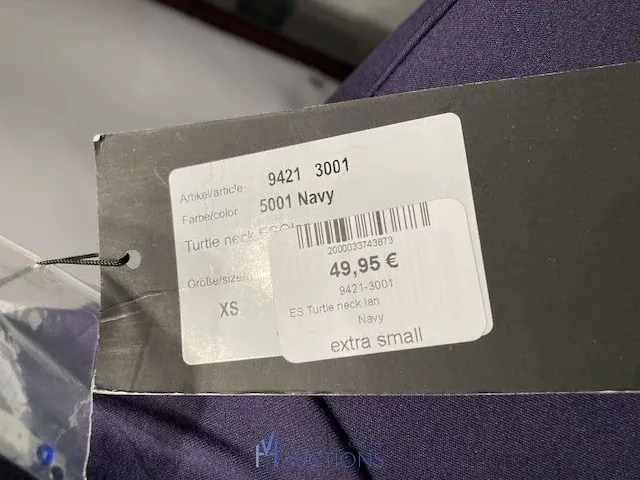 Artikel/article 9421 3001
Farbe/color 5001 Navy
Turtle neck
Größe/size/
XS
2000033743873
49,95 €
9421-3001
ES Turtle neck lan
Navy
extra small
AUCTIONS